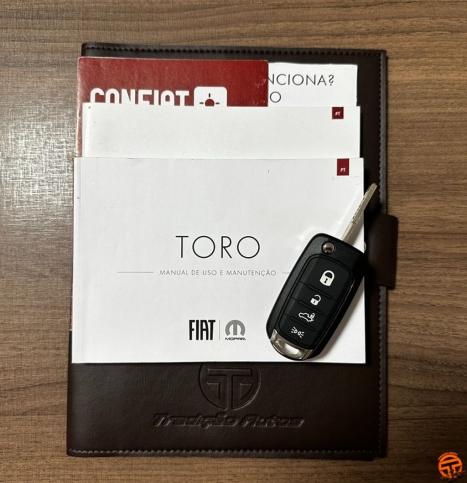 NCIONA?
CONFIAT
O
PT
PT
TORO
MANUAL DE USO E MANUTENÇÃO
FIAT
MOPAR
Tradição Autos